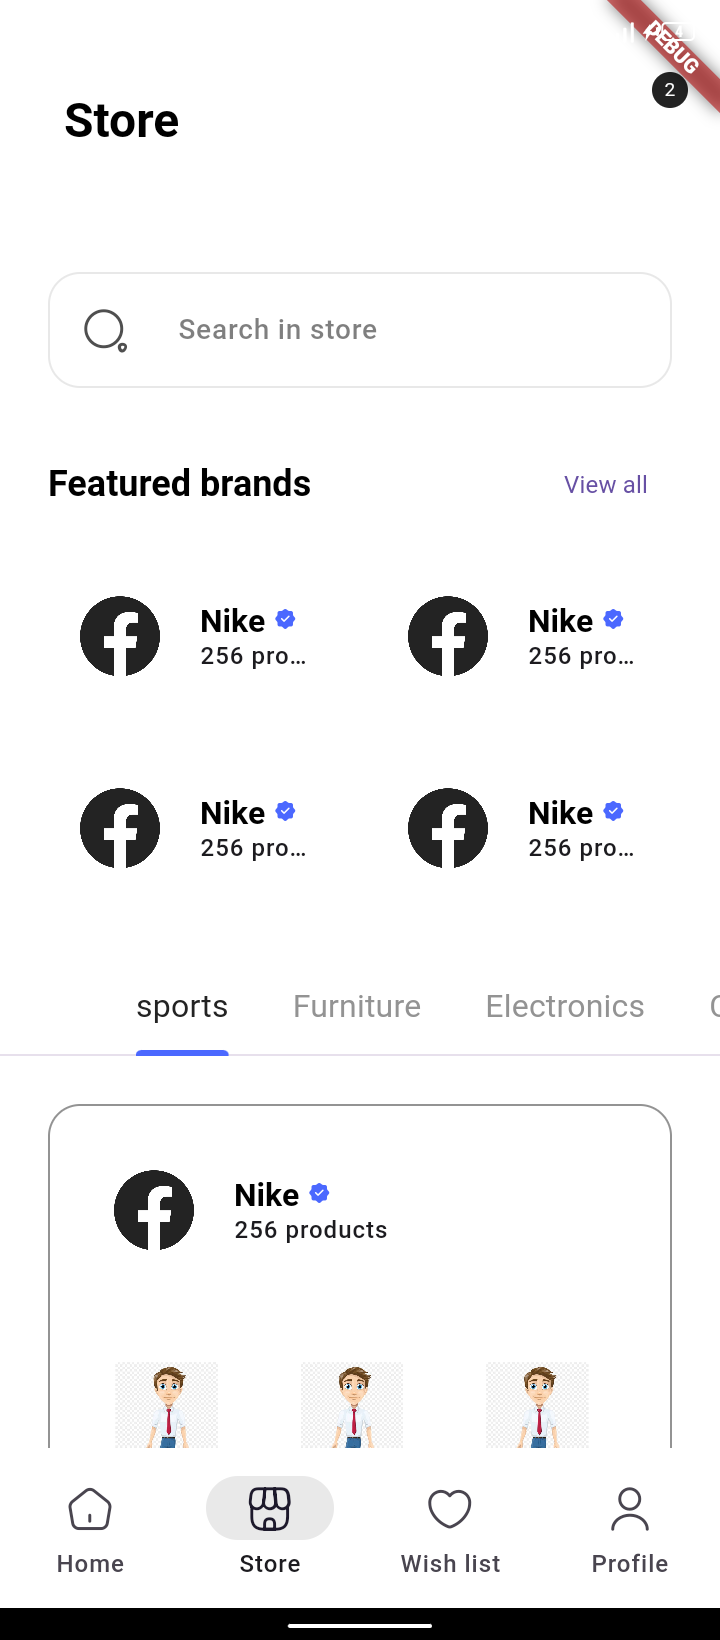 4
DEBUG
2
Store
Search in store
Featured brands
View all
Nike
Nike
256 pro...
256 pro...
Nike
Nike
256 pro...
256 pro...
sports Furniture Electronics
Nike
256 products
Home Store Wish list Profile